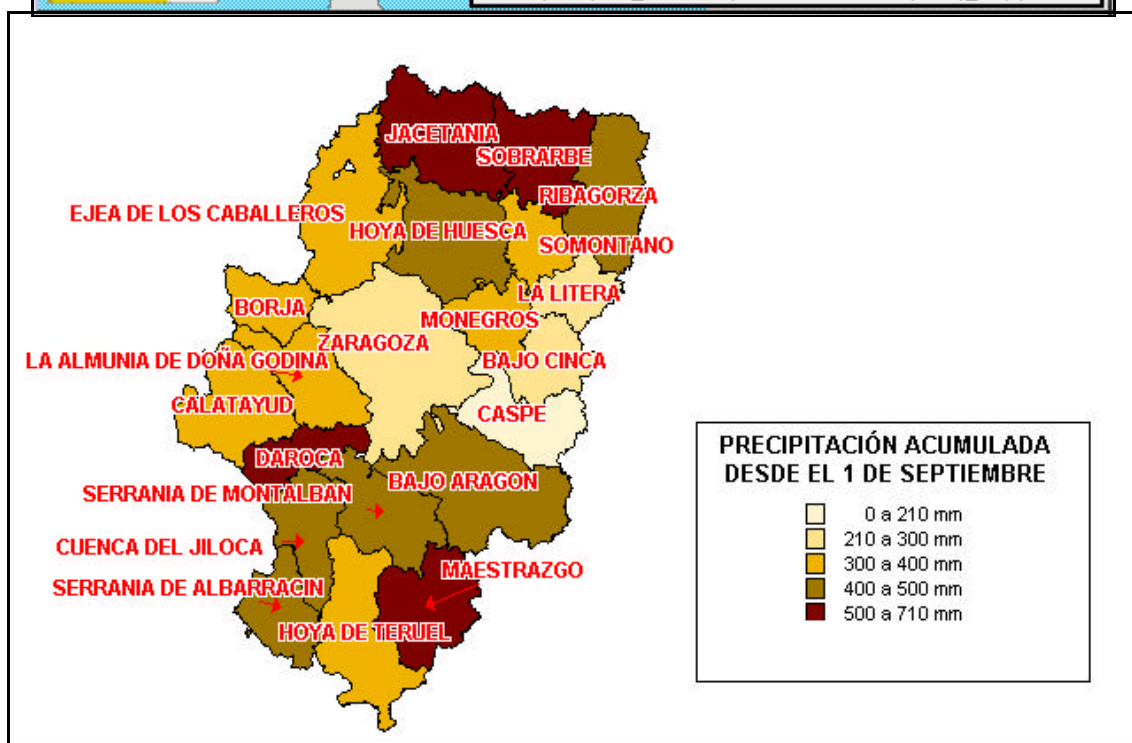 JACETANIA
SOBRARBE
RIBAGORZA
EJEA DE LOS CABALLEROS
HOYA DE HUESCA
SOMONTANO
LA LITERA
BORJA
MONEGROS
ZARAGOZA
LA ALMUNIA DE DOÑA GODINA
BAJO CINCA
CALATAYUD
CASPE
DAROCA
BAJO ARAGON
SERRANIA DE MONTALBAN
CUENCA DEL JILOCA
MAESTRAZGO
SERRANIA DE ALBARRACIN
HOYA DE TERUEL
PRECIPITACIÓN ACUMULADA
DESDE EL 1 DE SEPTIEMBRE
0 a 210 mm
210 a 300 mm
300 a 400 mm
400 a 500 mm
500 a 710 mm